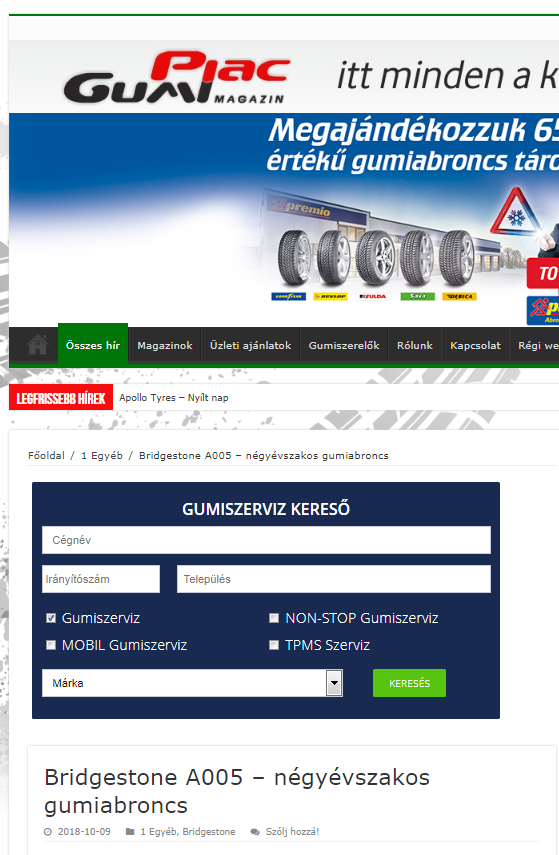 GumiPiac
MAGAZIN
itt minden a k
Megajándékozzuk 65
értékű gumiabroncs táro
premio
GOODYEAR DUNLOP FULDA Sava DEBICA
TO
Összes hír Magazinok Üzleti ajánlatok Gumiszerelők Rólunk Kapcsolat Régi we
LEGFRISSEBB HÍREK Apollo Tyres – Nyílt nap
Főoldal / 1 Egyéb / Bridgestone A005 – négyévszakos gumiabroncs
GUMISZERVIZ KERESŐ
Cégnév
Irányítószám Település
Gumiszerviz NON-STOP Gumiszerviz
MOBIL Gumiszerviz TPMS Szerviz
Márka KERESÉS
Bridgestone A005 – négyévszakos
gumiabroncs
2018-10-09 1 Egyéb, Bridgestone Szólj hozzá!